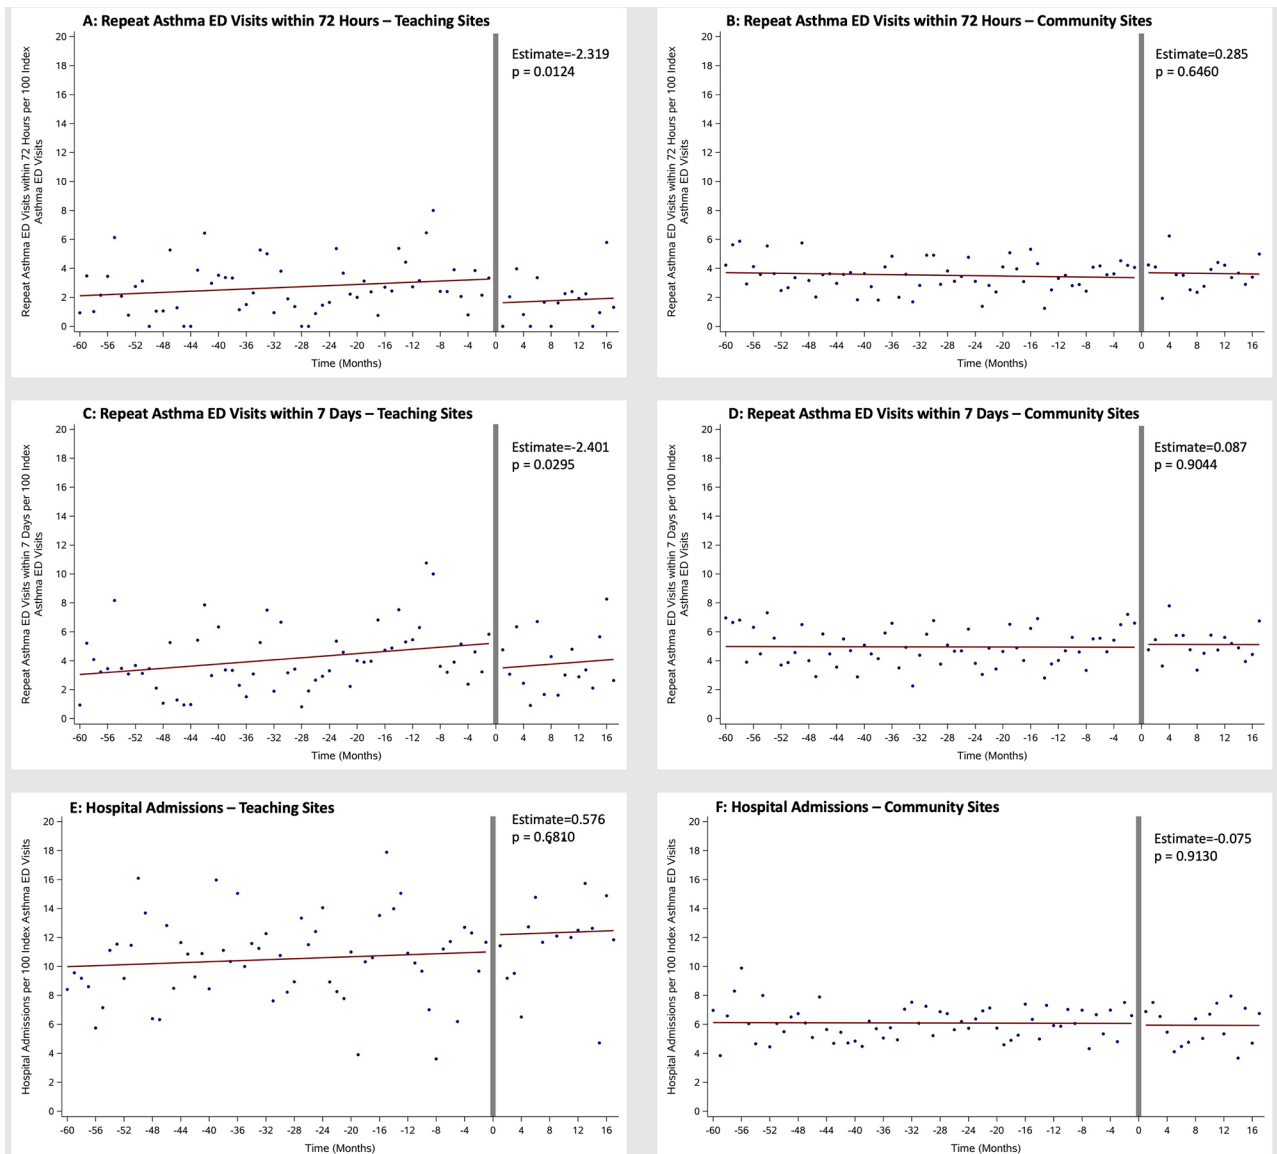 A: Repeat Asthma ED Visits within 72 Hours – Teaching Sites
Repeat Asthma ED Visits within 72 Hours per 100 Index
Asthma ED Visits
20
18
16
14
12
10
8
6
4
2
0
Estimate=-2.319
p = 0.0124
-60 -56 -52 -48 -44 -40 -36 -32 -28 -24 -20 -16 -12 -8 -4 0 4 8 12 16
Time (Months)
B: Repeat Asthma ED Visits within 72 Hours – Community Sites
Repeat Asthma ED Visits within 72 Hours per 100 Index
Asthma ED Visits
20
18
16
14
12
10
8
6
4
2
0
Estimate=0.285
p = 0.6460
-60 -56 -52 -48 -44 -40 -36 -32 -28 -24 -20 -16 -12 -8 -4 0 4 8 12 16
Time (Months)
C: Repeat Asthma ED Visits within 7 Days – Teaching Sites
Repeat Asthma ED Visits within 7 Days per 100 Index
Asthma ED Visits
20
18
16
14
12
10
8
6
4
2
0
Estimate=-2.401
p = 0.0295
-60 -56 -52 -48 -44 -40 -36 -32 -28 -24 -20 -16 -12 -8 -4 0 4 8 12 16
Time (Months)
D: Repeat Asthma ED Visits within 7 Days – Community Sites
Repeat Asthma ED Visits within 7 Days per 100 Index
Asthma ED Visits
20
18
16
14
12
10
8
6
4
2
0
Estimate=0.087
p = 0.9044
-60 -56 -52 -48 -44 -40 -36 -32 -28 -24 -20 -16 -12 -8 -4 0 4 8 12 16
Time (Months)
E: Hospital Admissions – Teaching Sites
Hospital Admissions per 100 Index Asthma ED Visits
20
18
16
14
12
10
8
6
4
2
0
Estimate=0.576
p = 0.6810
-60 -56 -52 -48 -44 -40 -36 -32 -28 -24 -20 -16 -12 -8 -4 0 4 8 12 16
Time (Months)
F: Hospital Admissions – Community Sites
Hospital Admissions per 100 Index Asthma ED Visits
20
18
16
14
12
10
8
6
4
2
0
Estimate=-0.075
p = 0.9130
-60 -56 -52 -48 -44 -40 -36 -32 -28 -24 -20 -16 -12 -8 -4 0 4 8 12 16
Time (Months)